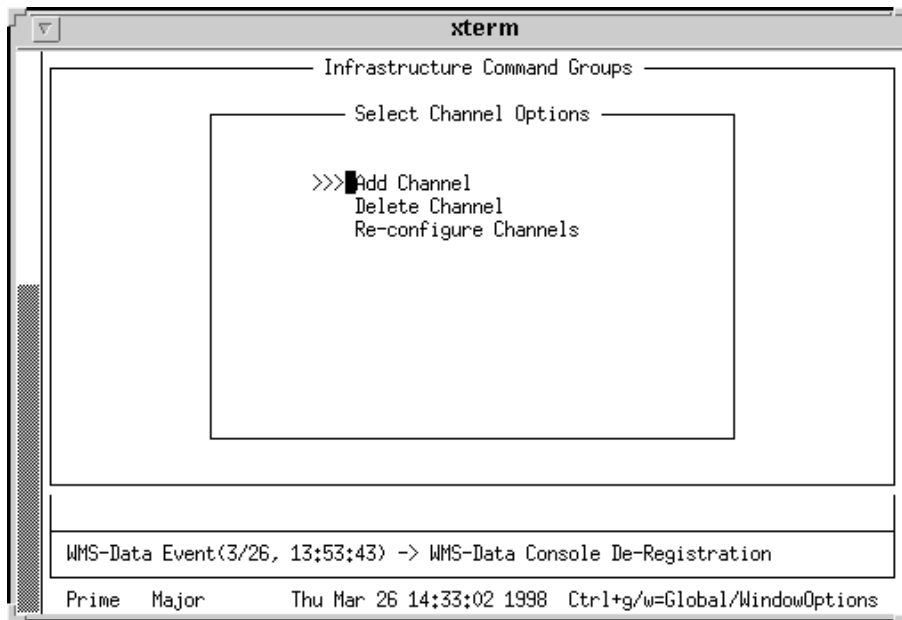 xterm
Infrastructure Command Groups
Select Channel Options
>>> Add Channel
Delete Channel
Re-configure Channels
WMS-Data Event(3/26, 13:53:43) -> WMS-Data Console De-Registration
Prime Major Thu Mar 26 14:33:02 1998 Ctrl+g/w=Global/WindowOptions